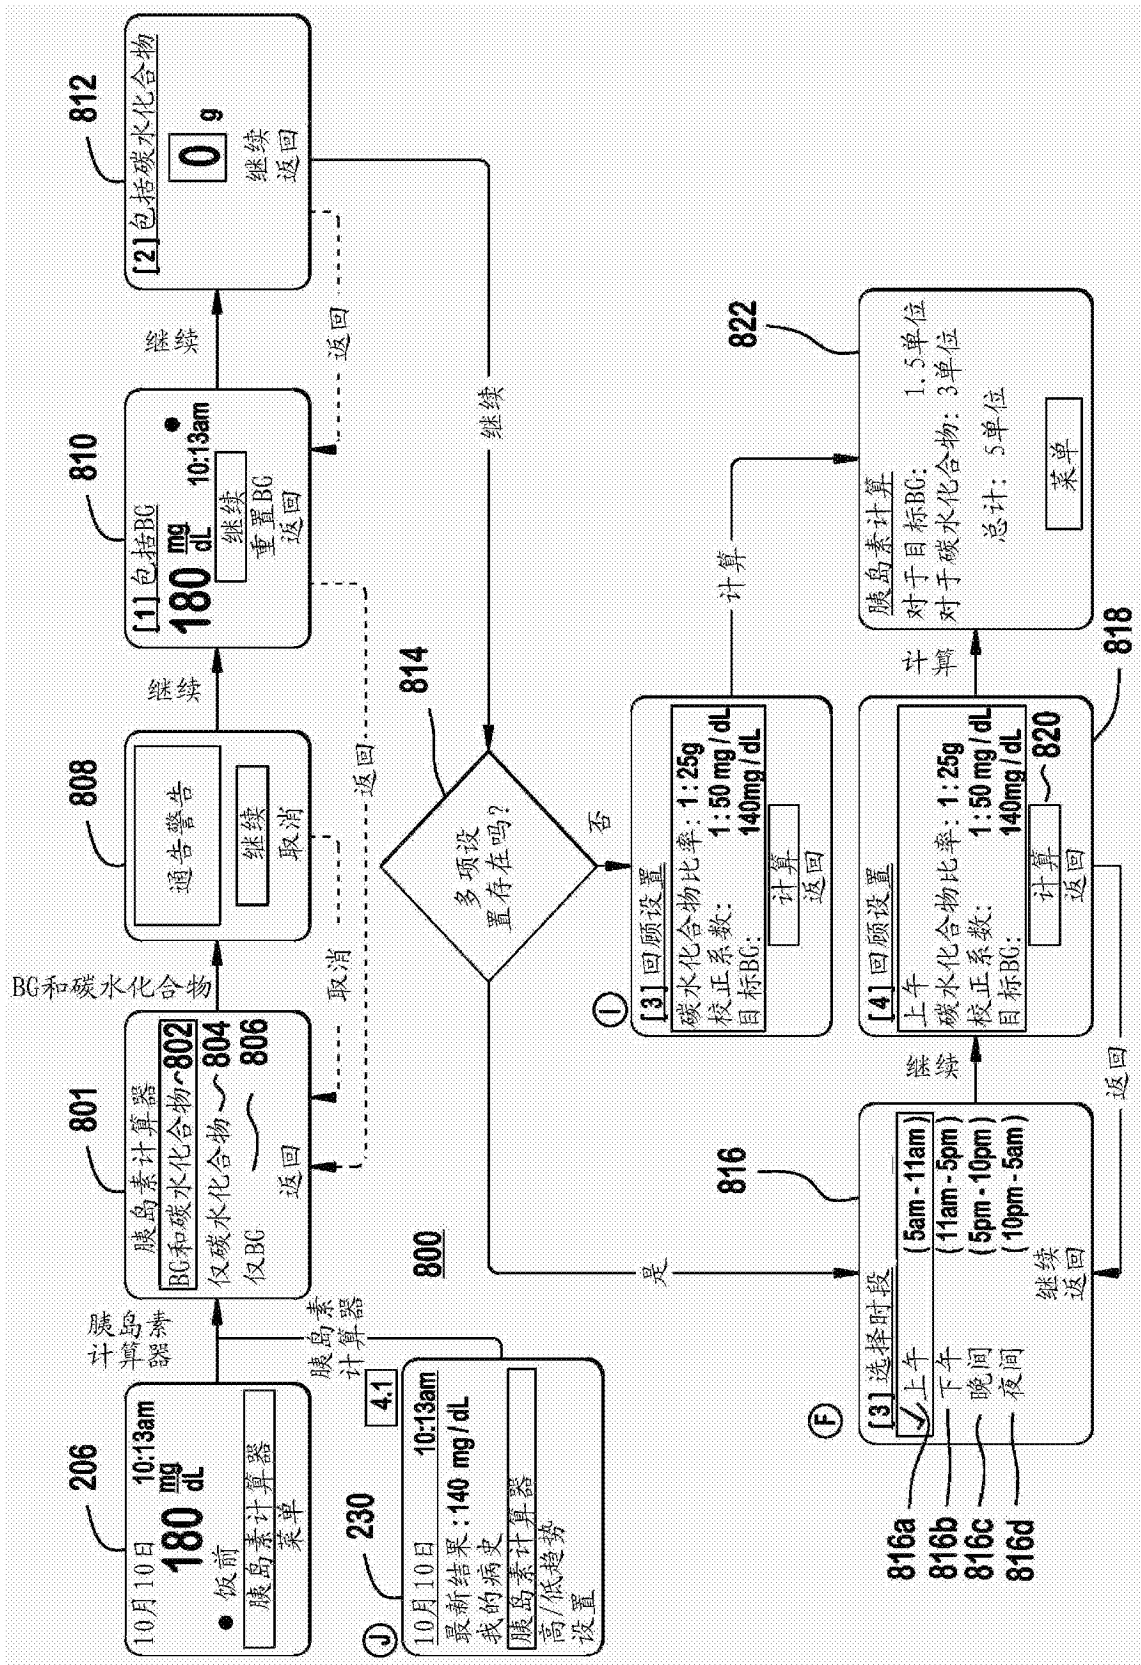 206
10月10日 10:13am
180 mg/dL
● 饭前
胰岛素计算器
菜单
胰岛素
计算器
801
胰岛素计算器
BG和碳水化合物 802
仅碳水化合物 804
仅BG 806
返回
BG和碳水化合物
808
通告警告
继续
取消
取消
继续
810
[1]包括BG
180 mg/dL ●
10:13am
继续
重置BG
返回
返回
继续
812
[2]包括碳水化合物
0 g
继续
返回
返回
继续
230
J
4.1
10月10日 10:13am
最新结果:140 mg/dL
我的病史
胰岛素计算器
高/低趋势
设置
胰岛素
计算器
800
814
多项设
置存在吗?
是
否
I
[3]回顾设置
碳水化合物比率: 1:25g
校正系数: 1:50 mg/dL
目标BG: 140mg/dL
计算
返回
计算
822
胰岛素计算
对于目标BG: 1.5单位
对于碳水化合物: 3单位
总计: 5单位
菜单
F
816
[3]选择时段
上午 (5am-11am)
下午 (11am-5pm)
晚间 (5pm-10pm)
夜间 (10pm-5am)
继续
返回
816a
816b
816c
816d
继续
返回
818
[4]回顾设置
上午
碳水化合物比率: 1:25g
校正系数: 1:50 mg/dL
目标BG: 140mg/dL
计算 820
返回
计算